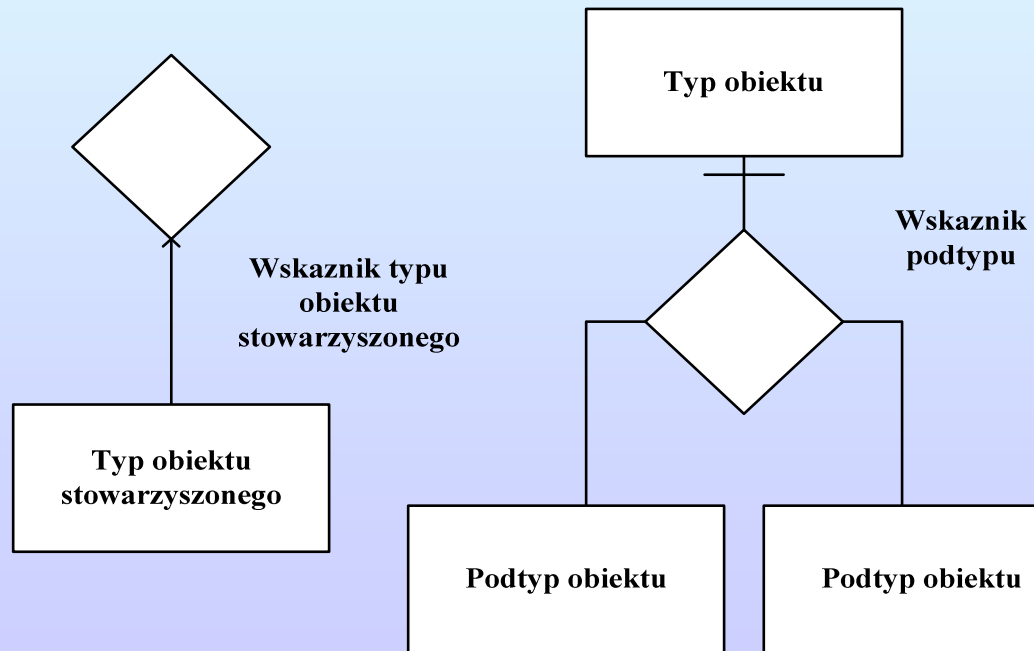 Typ obiektu
Wskaznik
podtypu
Wskaznik typu
obiektu
stowarzyszonego
Typ obiektu
stowarzyszonego
Podtyp obiektu
Podtyp obiektu